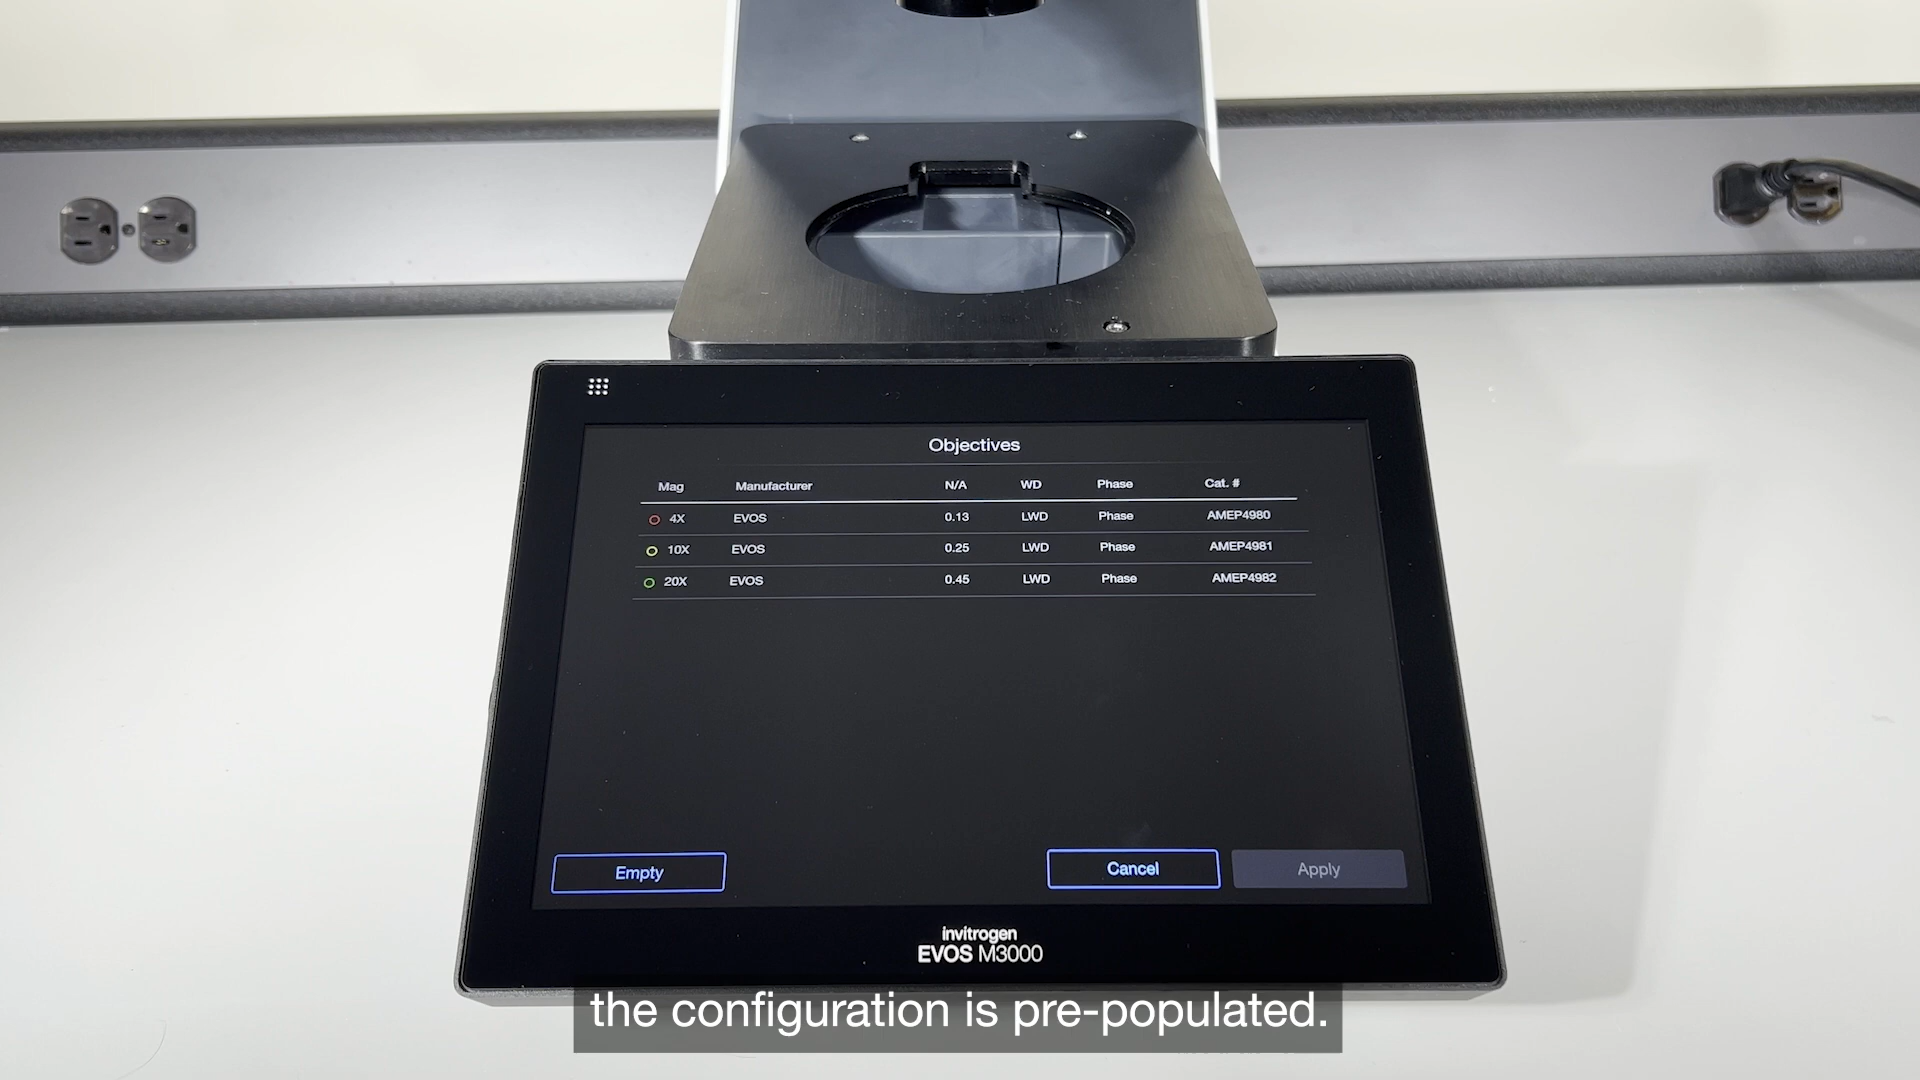 Objectives
Mag Manufacturer N/A WD Phase Cat. #
4X EVOS 0.13 LWD Phase AMEP4980
10X EVOS 0.25 LWD Phase AMEP4981
20X EVOS 0.45 LWD Phase AMEP4982
Empty Cancel Apply
invitrogen
EVOS M3000
the configuration is pre-populated.